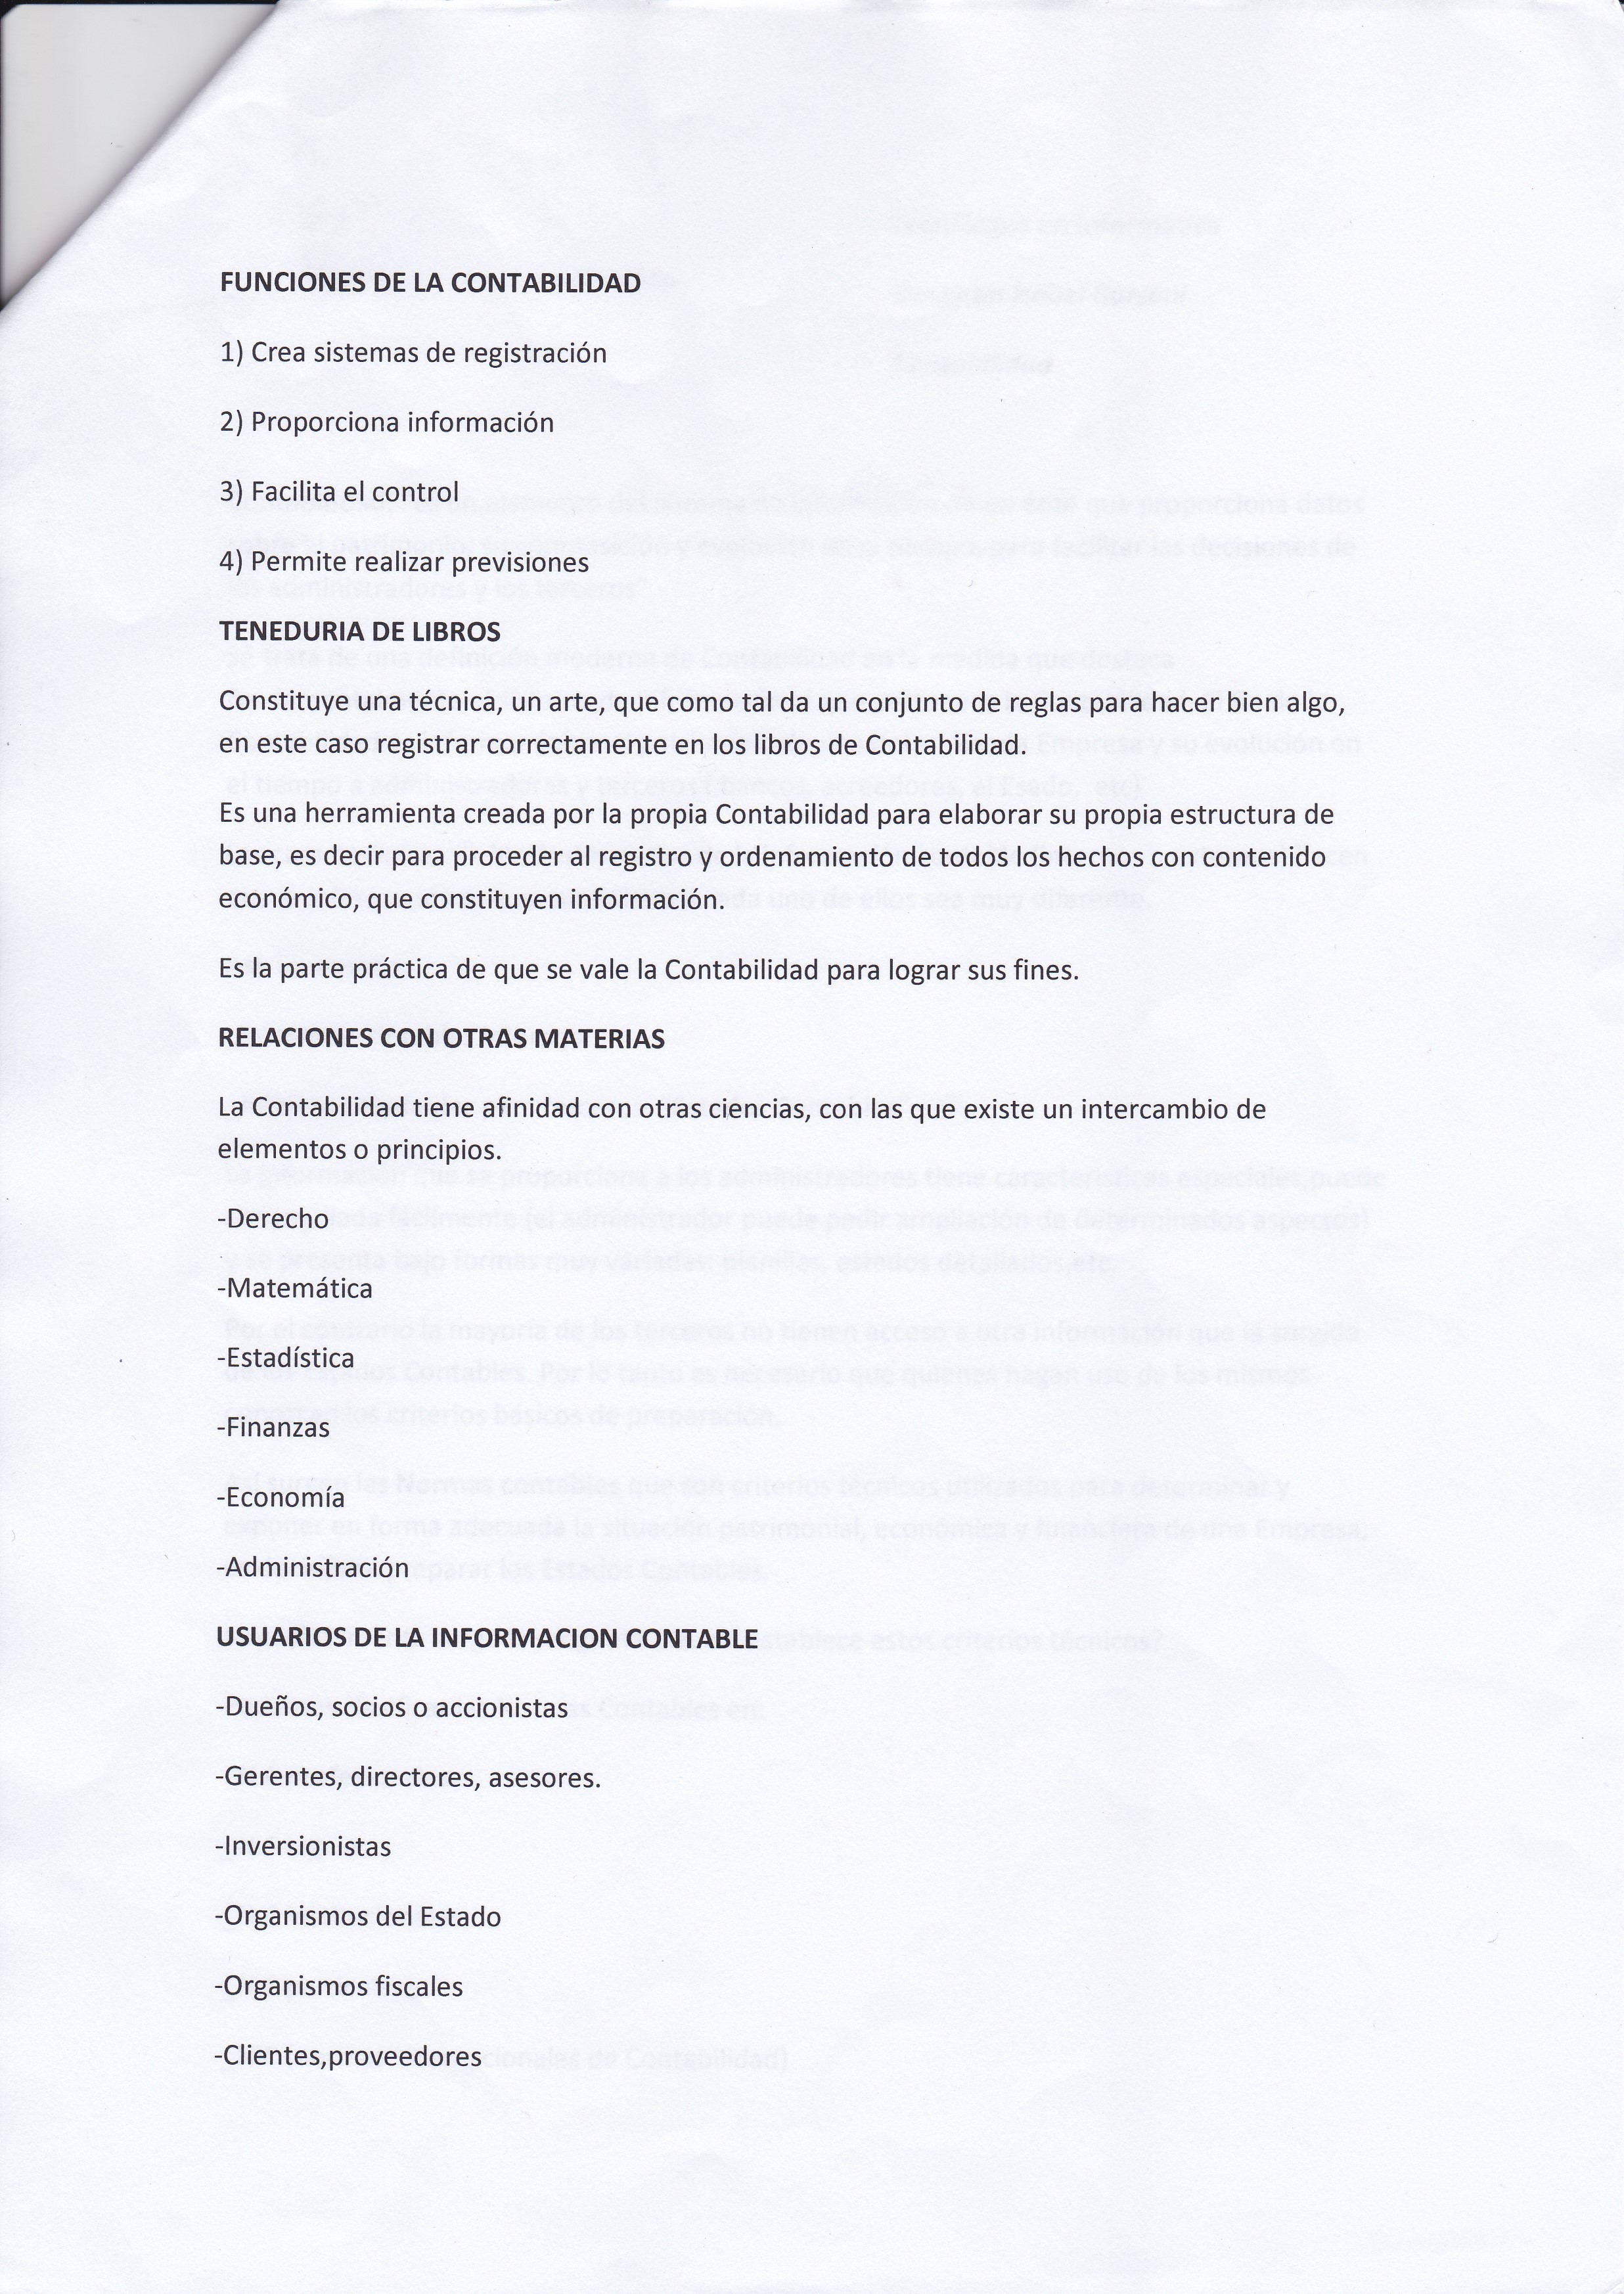 FUNCIONES DE LA CONTABILIDAD
1) Crea sistemas de registración
2) Proporciona información
3) Facilita el control
4) Permite realizar previsiones
TENEDURIA DE LIBROS
Constituye una técnica, un arte, que como tal da un conjunto de reglas para hacer bien algo,
en este caso registrar correctamente en los libros de Contabilidad.
Es una herramienta creada por la propia Contabilidad para elaborar su propia estructura de
base, es decir para proceder al registro y ordenamiento de todos los hechos con contenido
económico, que constituyen información.
Es la parte práctica de que se vale la Contabilidad para lograr sus fines.
RELACIONES CON OTRAS MATERIAS
La Contabilidad tiene afinidad con otras ciencias, con las que existe un intercambio de
elementos o principios.
-Derecho
-Matemática
-Estadística
-Finanzas
-Economía
-Administración
USUARIOS DE LA INFORMACION CONTABLE
-Dueños, socios o accionistas
-Gerentes, directores, asesores.
-Inversionistas
-Organismos del Estado
-Organismos fiscales
-Clientes,proveedores